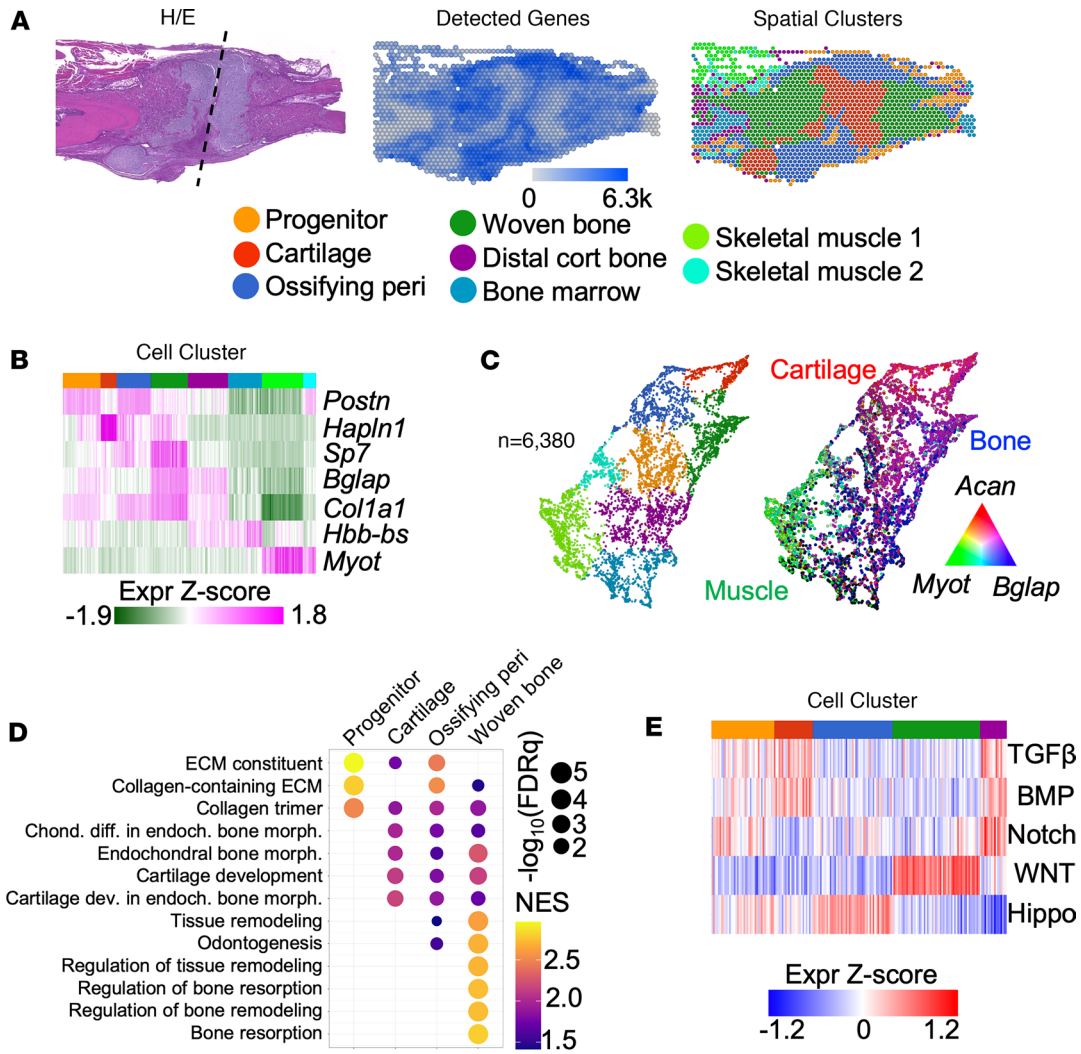 A
H/E
Detected Genes
Spatial Clusters
0
6.3k
Progenitor
Cartilage
Ossifying peri
Woven bone
Distal cort bone
Bone marrow
Skeletal muscle 1
Skeletal muscle 2
B
Cell Cluster
Postn
Hapln1
Sp7
Bglap
Col1a1
Hbb-bs
Myot
Expr Z-score
-1.9
1.8
C
n=6,380
Cartilage
Bone
Muscle
Acan
Myot
Bglap
D
Progenitor
Cartilage
Ossifying peri
Woven bone
ECM constituent
Collagen-containing ECM
Collagen trimer
Chond. diff. in endoch. bone morph.
Endochondral bone morph.
Cartilage development
Cartilage dev. in endoch. bone morph.
Tissue remodeling
Odontogenesis
Regulation of tissue remodeling
Regulation of bone resorption
Regulation of bone remodeling
Bone resorption
-log10(FDRq)
5
4
3
2
NES
2.5
2.0
1.5
E
Cell Cluster
TGFβ
BMP
Notch
WNT
Hippo
Expr Z-score
-1.2
0
1.2